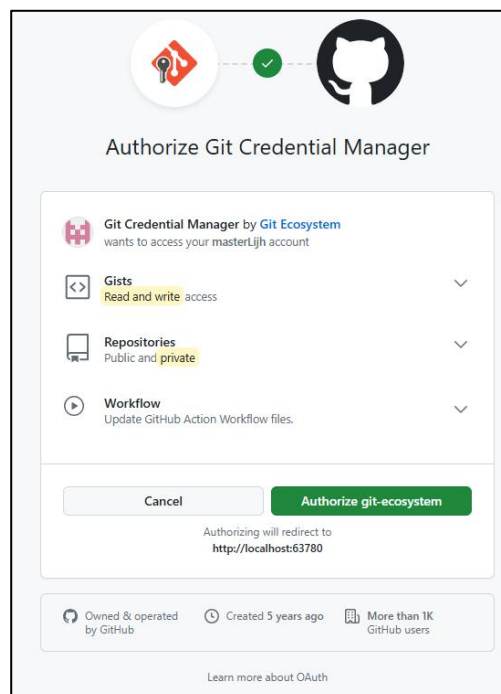 Authorize Git Credential Manager
Git Credential Manager by Git Ecosystem
wants to access your masterLijh account
Gists
Read and write access
Repositories
Public and private
Workflow
Update GitHub Action Workflow files.
Cancel
Authorize git-ecosystem
Authorizing will redirect to
http://localhost:63780
Owned & operated
by GitHub
Created 5 years ago
More than 1K
GitHub users
Learn more about OAuth